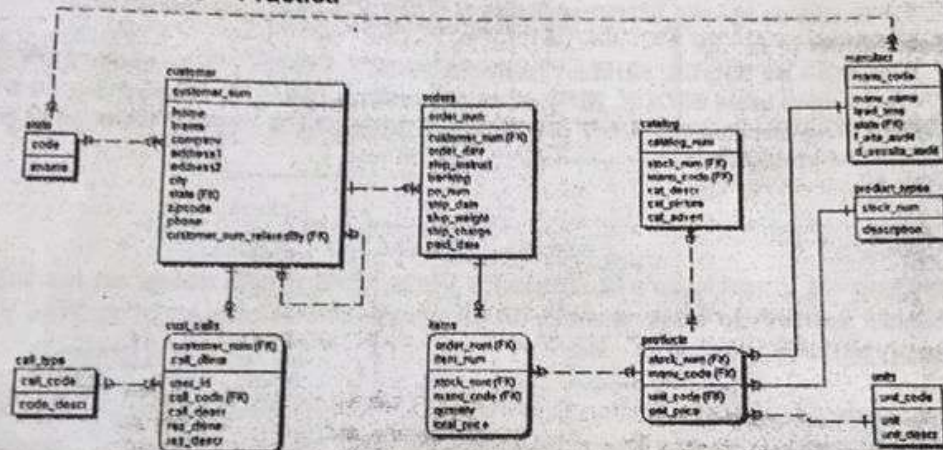 Práctica
state
code
sname
customer
customer_num
fname
lname
company
address1
address2
city
state (FK)
zipcode
phone
customer_num_referedBy (FK)
orders
order_num
customer_num (FK)
order_date
ship_instruct
backlog
po_num
ship_date
ship_weight
ship_charge
paid_date
catalog
catalog_num
stock_num (FK)
manu_code (FK)
cat_descr
cat_picture
cat_advert
manufact
manu_code
manu_name
lead_time
state (FK)
product_types
stock_num
description
call_type
call_code
code_descr
cust_calls
customer_num (FK)
call_dtime
user_id
call_code (FK)
call_descr
res_dtime
res_descr
items
order_num (FK)
item_num
stock_num (FK)
manu_code (FK)
quantity
total_price
products
stock_num (FK)
manu_code (FK)
unit_code (FK)
unit_price
units
unit_code
unit
unit_descr